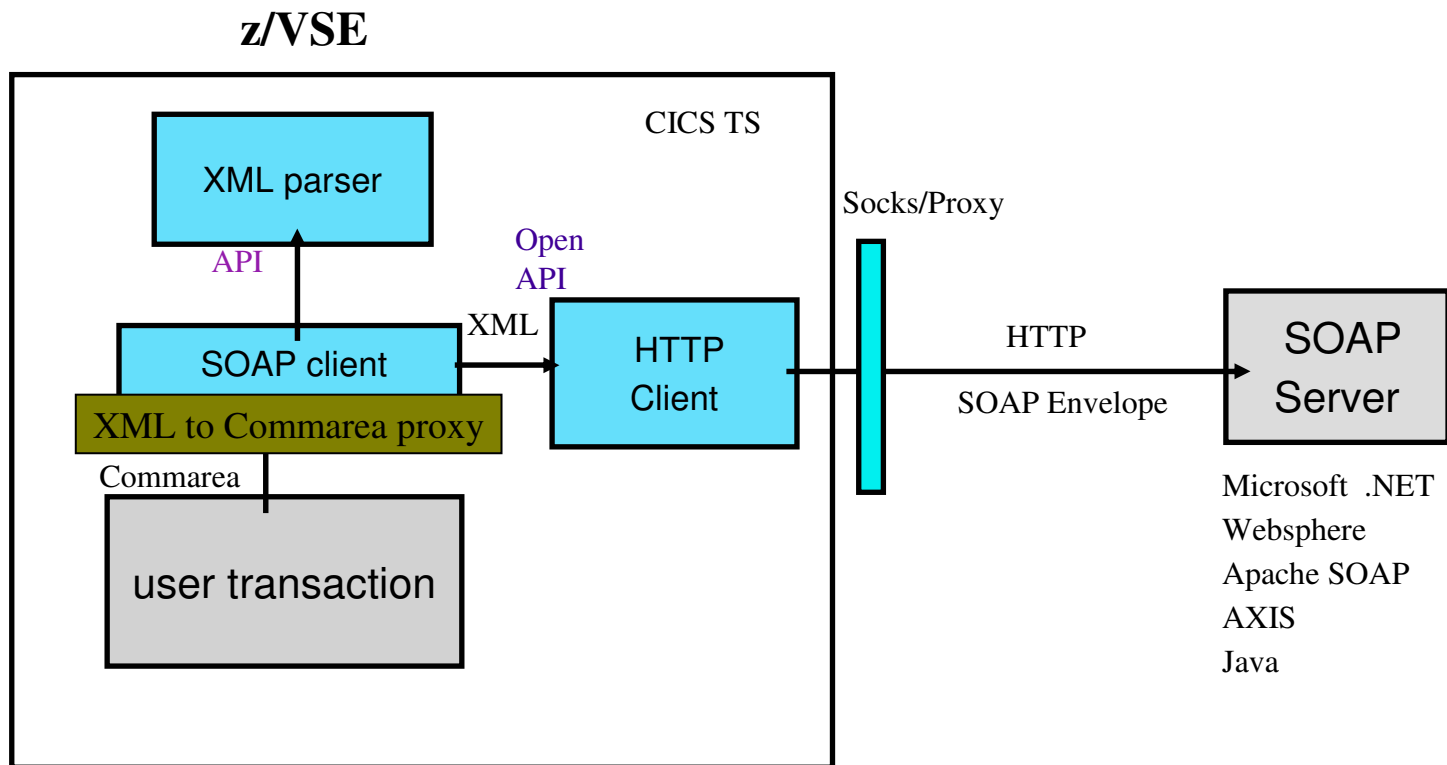 z/VSE
CICS TS
XML parser
API
Open
API
Socks/Proxy
SOAP client
XML
HTTP
Client
HTTP
SOAP Envelope
SOAP
Server
XML to Commarea proxy
Commarea
user transaction
Microsoft .NET
Websphere
Apache SOAP
AXIS
Java